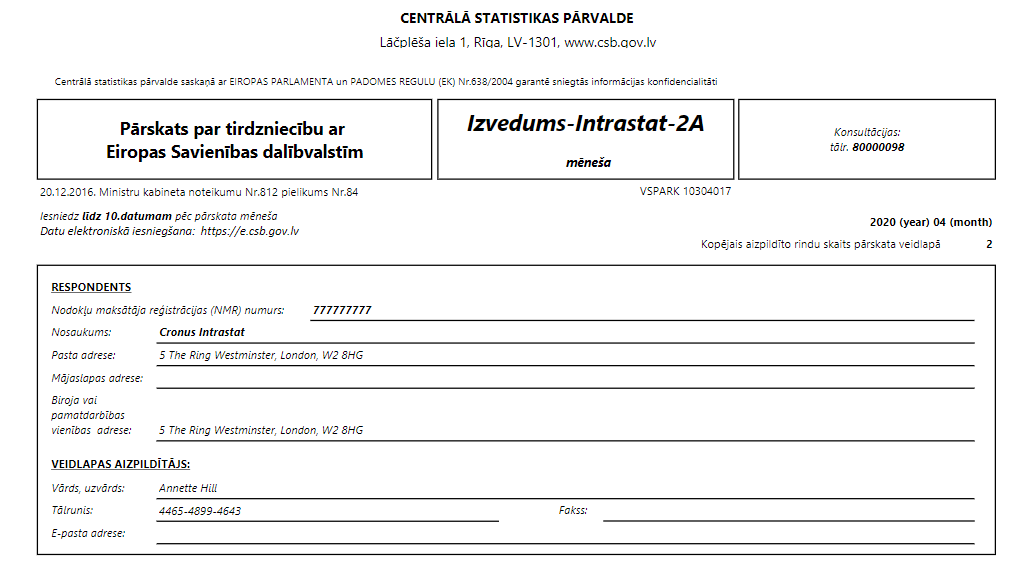 CENTRĀLĀ STATISTIKAS PĀRVALDE
Lāčplēša iela 1, Rīga, LV-1301, www.csb.gov.lv
Centrālā statistikas pārvalde saskaņā ar EIROPAS PARLAMENTA un PADOMES REGULU (EK) Nr.638/2004 garantē sniegtās informācijas konfidencialitāti
Pārskats par tirdzniecību ar
Eiropas Savienības dalībvalstīm
Izvedums-Intrastat-2A
mēneša
Konsultācijas:
tālr. 80000098
20.12.2016. Ministru kabineta noteikumu Nr.812 pielikums Nr.84
VSPARK 10304017
Iesniedz līdz 10.datumam pēc pārskata mēneša
Datu elektroniskā iesniegšana: https://e.csb.gov.lv
2020 (year) 04 (month)
Kopējais aizpildīto rindu skaits pārskata veidlapā 2
RESPONDENTS
Nodokļu maksātāja reģistrācijas (NMR) numurs: 777777777
Nosaukums: Cronus Intrastat
Pasta adrese: 5 The Ring Westminster, London, W2 8HG
Mājaslapas adrese:
Biroja vai
pamatdarbības
vienības adrese: 5 The Ring Westminster, London, W2 8HG
VEIDLAPAS AIZPILDĪTĀJS:
Vārds, uzvārds: Annette Hill
Tālrunis: 4465-4899-4643 Fakss:
E-pasta adrese: